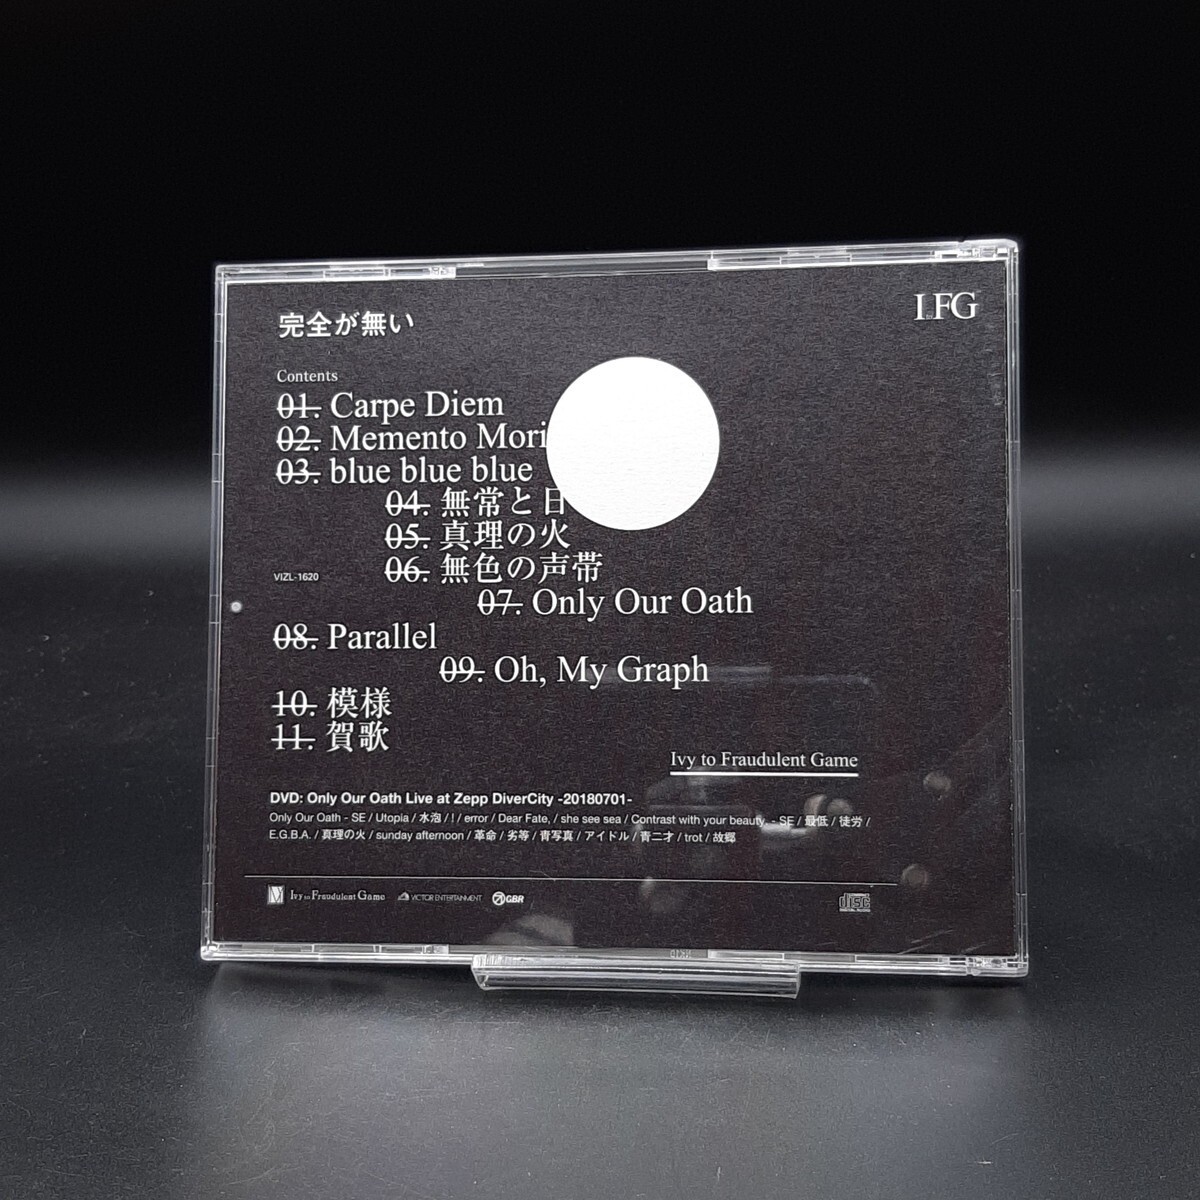 完全が無い
I to FG
Contents
01. Carpe Diem
02. Memento Mori
03. blue blue blue
04. 無常と日
05. 真理の火
06. 無色の声帯
VIZL-1620
07. Only Our Oath
08. Parallel
09. Oh, My Graph
10. 模様
11. 賀歌
Ivy to Fraudulent Game
DVD: Only Our Oath Live at Zepp DiverCity -20180701-
Only Our Oath - SE / Utopia / 水泡 / ! / error / Dear Fate, / she see sea / Contrast with your beauty. - SE / 最低 / 徒労 /
E.G.B.A. / 真理の火 / sunday afternoon / 革命 / 劣等 / 青写真 / アイドル / 青二才 / trot / 故郷
Ivy to Fraudulent Game
VICTOR ENTERTAINMENT
GBR
disc
DIGITAL AUDIO